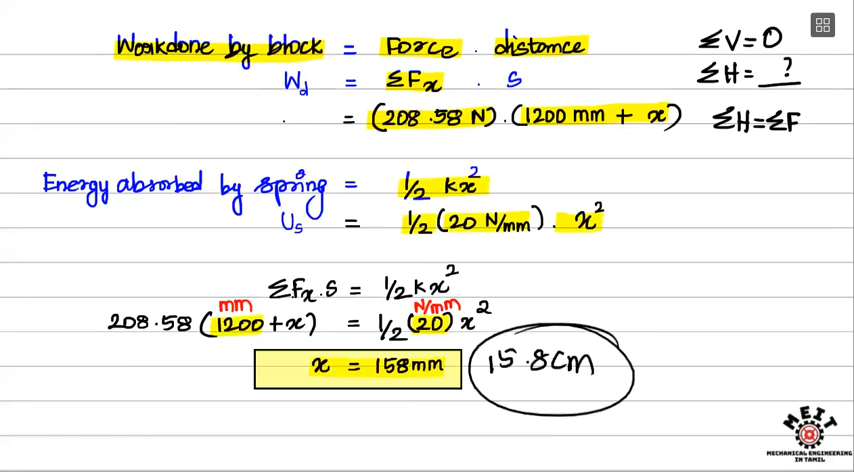 Workdone by block = Force . distance
W_d = ΣF_x . S
= (208.58 N) . (1200 mm + x)
ΣV = 0
ΣH = ?
ΣH = ΣF
Energy absorbed by spring = 1/2 kx²
U_s = 1/2 (20 N/mm) . x²
ΣF_x . S = 1/2 kx²
mm N/mm
208.58 (1200 + x) = 1/2 (20) x²
x = 158 mm
15.8 cm
MEIT
MECHANICAL ENGINEERING
IN TAMIL